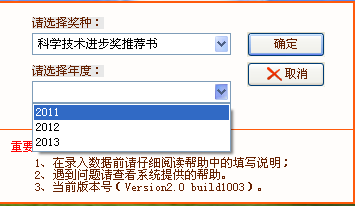 请选择奖种：
科学技术进步奖推荐书
确定
请选择年度：
取消
2011
2012
2013
重要
1、在录入数据前请仔细阅读帮助中的填写说明；
2、遇到问题请查看系统提供的帮助。
3、当前版本号（Version2.0 build1003）。